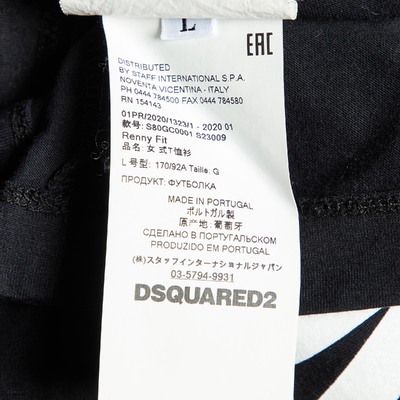 L
EAC
DISTRIBUTED
BY STAFF INTERNATIONAL S.P.A.
NOVENTA VICENTINA - ITALY
PH 0444 784500 FAX 0444 784580
RN 154143
01PR/2020/1323/1 - 2020 01
款号: S80GC0001 S23009
Renny Fit
品名: 女式T恤衫
L 号型: 170/92A Taille: G
ПРОДУКТ: ФУТБОЛКА
MADE IN PORTUGAL
ポルトガル製
原产地: 葡萄牙
СДЕЛАНО В ПОРТУГАЛЬСКОМ
PRODUZIDO EM PORTUGAL
(株)スタッフインターナショナルジャパン
03-5794-9931
DSQUARED2